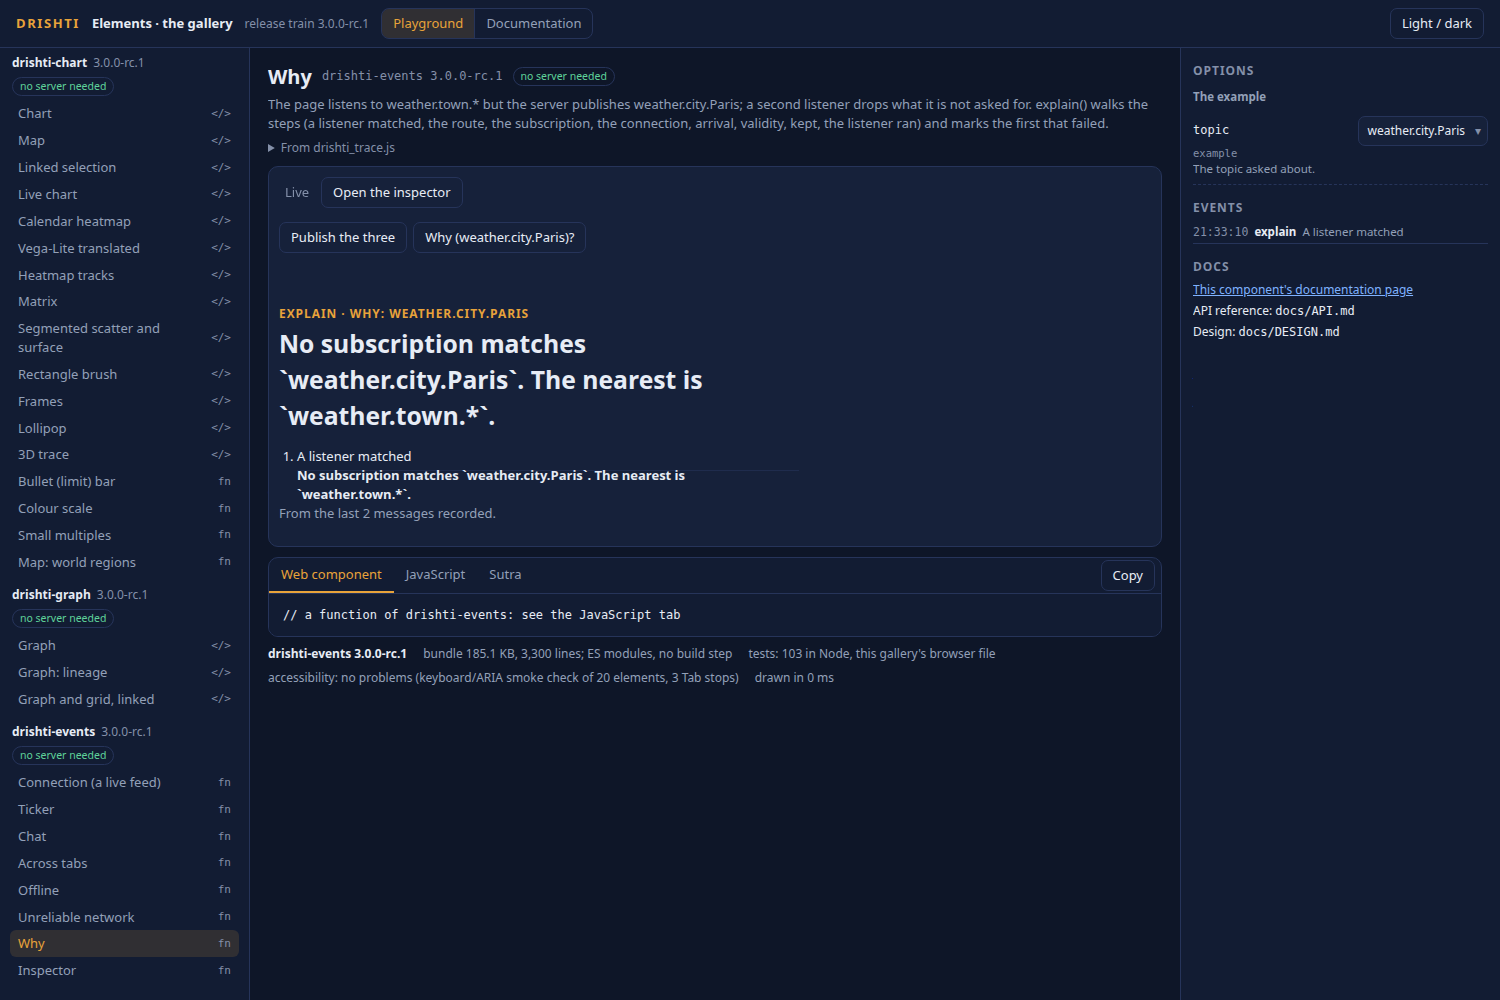 DRISHTI Elements · the gallery release train 3.0.0-rc.1 Playground Documentation Light / dark
drishti-chart 3.0.0-rc.1
no server needed
Chart </>
Map </>
Linked selection </>
Live chart </>
Calendar heatmap </>
Vega-Lite translated </>
Heatmap tracks </>
Matrix </>
Segmented scatter and
surface </>
Rectangle brush </>
Frames </>
Lollipop </>
3D trace </>
Bullet (limit) bar fn
Colour scale fn
Small multiples fn
Map: world regions fn
drishti-graph 3.0.0-rc.1
no server needed
Graph </>
Graph: lineage </>
Graph and grid, linked </>
drishti-events 3.0.0-rc.1
no server needed
Connection (a live feed) fn
Ticker fn
Chat fn
Across tabs fn
Offline fn
Unreliable network fn
Why fn
Inspector fn
Why drishti-events 3.0.0-rc.1 no server needed
The page listens to weather.town.* but the server publishes weather.city.Paris; a second listener drops what it is not asked for. explain() walks the
steps (a listener matched, the route, the subscription, the connection, arrival, validity, kept, the listener ran) and marks the first that failed.
▶ From drishti_trace.js
Live Open the inspector
Publish the three Why (weather.city.Paris)?
EXPLAIN · WHY: WEATHER.CITY.PARIS
No subscription matches
`weather.city.Paris`. The nearest is
`weather.town.*`.
1. A listener matched
No subscription matches `weather.city.Paris`. The nearest is
`weather.town.*`.
From the last 2 messages recorded.
Web component JavaScript Sutra Copy
// a function of drishti-events: see the JavaScript tab
drishti-events 3.0.0-rc.1 bundle 185.1 KB, 3,300 lines; ES modules, no build step tests: 103 in Node, this gallery's browser file
accessibility: no problems (keyboard/ARIA smoke check of 20 elements, 3 Tab stops) drawn in 0 ms
OPTIONS
The example
topic weather.city.Paris ▾
example
The topic asked about.
EVENTS
21:33:10 explain A listener matched
DOCS
This component's documentation page
API reference: docs/API.md
Design: docs/DESIGN.md